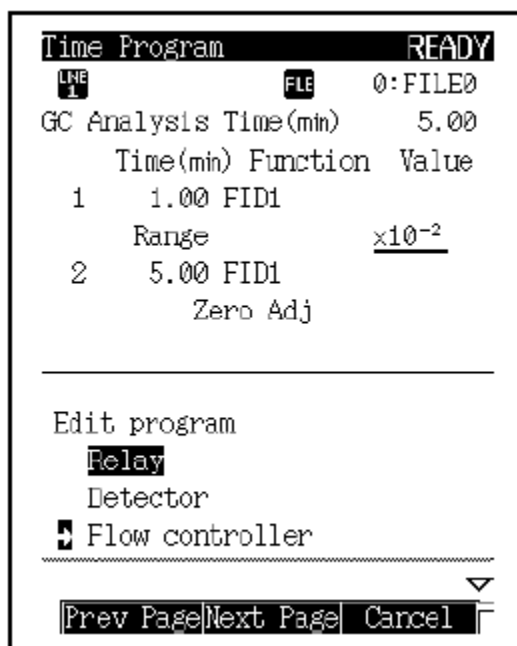 Time Program READY
LINE 1 FLE 0:FILE0
GC Analysis Time(min) 5.00
Time(min) Function Value
1 1.00 FID1
Range ×10⁻²
2 5.00 FID1
Zero Adj
Edit program
Relay
Detector
Flow controller
Prev Page Next Page Cancel